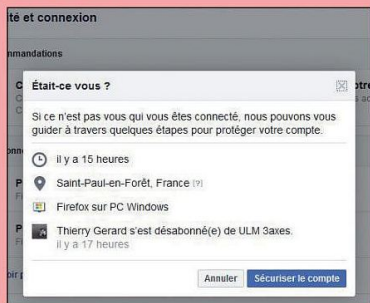 té et connexion
mmandations
Était-ce vous ?
Si ce n'est pas vous qui vous êtes connecté, nous pouvons vous
guider à travers quelques étapes pour protéger votre compte.
il y a 15 heures
Saint-Paul-en-Forêt, France [?]
Firefox sur PC Windows
Thierry Gerard s'est désabonné(e) de ULM 3axes.
il y a 17 heures
Annuler
Sécuriser le compte